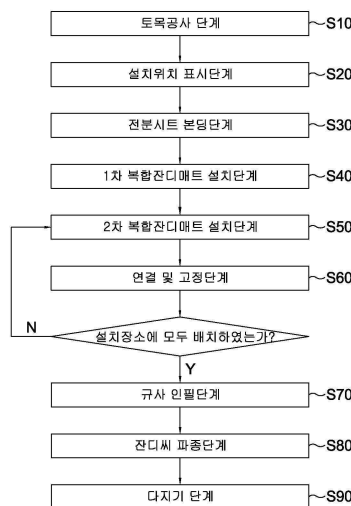 토목공사 단계 S10
설치위치 표시단계 S20
전분시트 본딩단계 S30
1차 복합잔디매트 설치단계 S40
2차 복합잔디매트 설치단계 S50
연결 및 고정단계 S60
설치장소에 모두 배치하였는가?
N
Y
규사 인필단계 S70
잔디씨 파종단계 S80
다지기 단계 S90